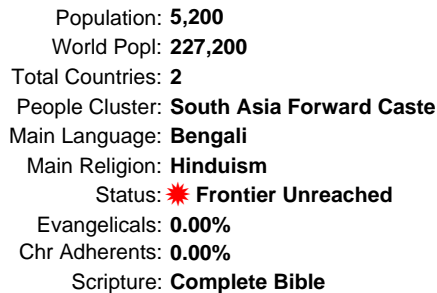 Population: 5,200
World Popl: 227,200
Total Countries: 2
People Cluster: South Asia Forward Caste
Main Language: Bengali
Main Religion: Hinduism
Status: Frontier Unreached
Evangelicals: 0.00%
Chr Adherents: 0.00%
Scripture: Complete Bible